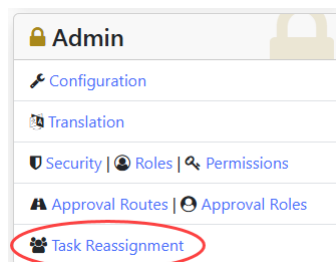 Admin
Configuration
Translation
Security | Roles | Permissions
Approval Routes | Approval Roles
Task Reassignment